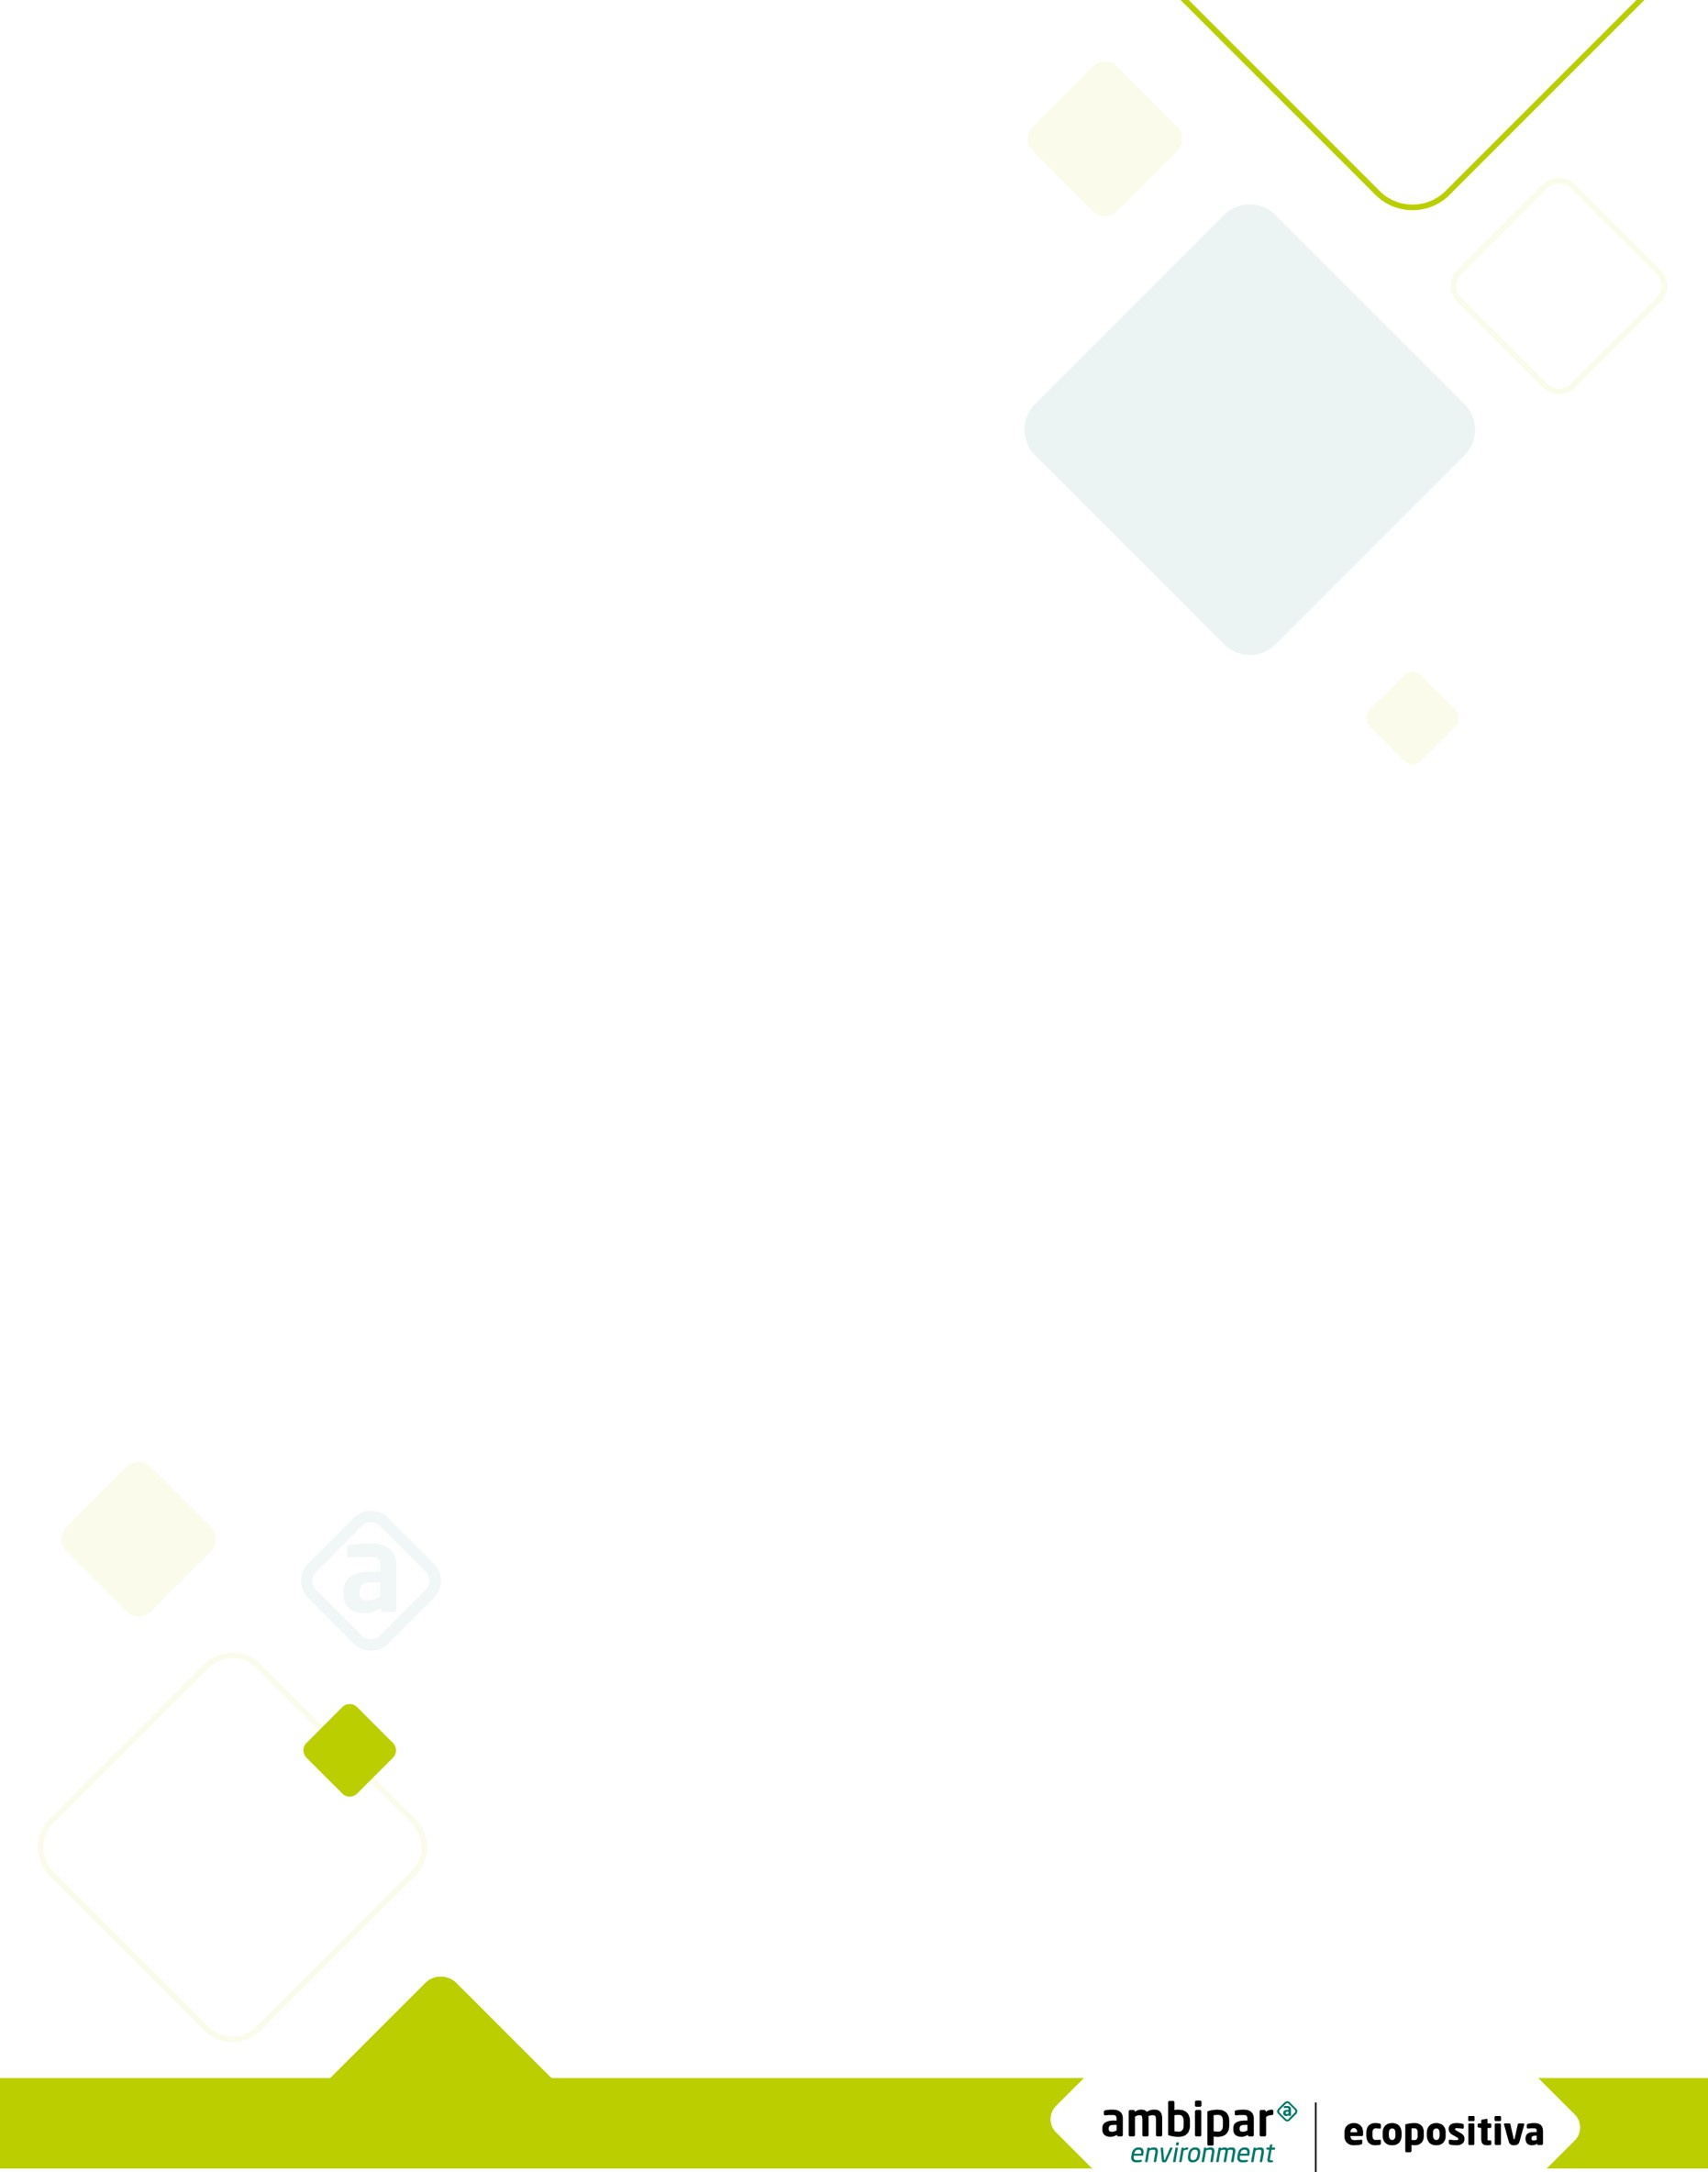 a
ambipar a
environment
ecopositiva